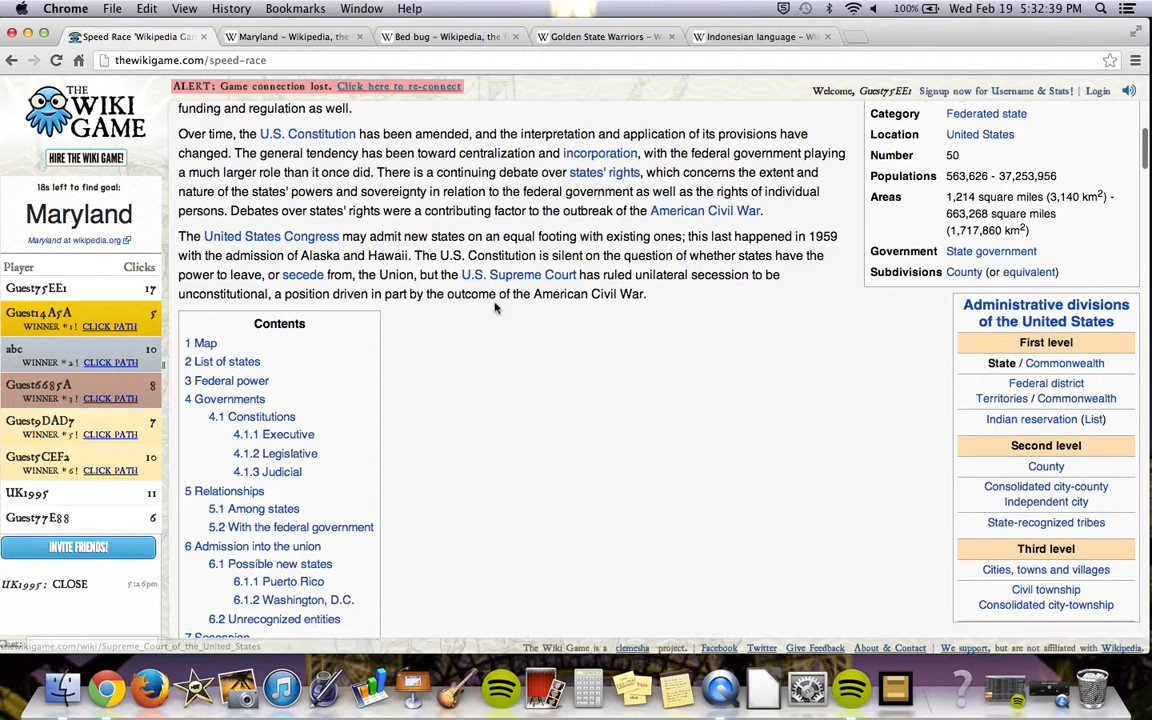 Chrome File Edit View History Bookmarks Window Help 100% Wed Feb 19 5:32:39 PM
Speed Race 'Wikipedia Gam Maryland – Wikipedia, the f Bed bug – Wikipedia, the f Golden State Warriors – W Indonesian language – Wik
thewikigame.com/speed-race
THE WIKI GAME
HIRE THE WIKI GAME!
ALERT: Game connection lost. Click here to re-connect
Welcome, Guest75EE1 Signup now for Username & Stats! | Login
18s left to find goal:
Maryland
Maryland at wikipedia.org
Player Clicks
Guest75EE1 17
Guest14A5A 5
WINNER #1! CLICK PATH
abc 10
WINNER #2! CLICK PATH
Guest6685A 8
WINNER #3! CLICK PATH
Guest9DAD7 7
WINNER #5! CLICK PATH
Guest5CEF2 10
WINNER #6! CLICK PATH
UK1995 11
Guest77E88 6
INVITE FRIENDS!
UK1995: CLOSE 5:26pm
funding and regulation as well.
Over time, the U.S. Constitution has been amended, and the interpretation and application of its provisions have
changed. The general tendency has been toward centralization and incorporation, with the federal government playing
a much larger role than it once did. There is a continuing debate over states' rights, which concerns the extent and
nature of the states' powers and sovereignty in relation to the federal government as well as the rights of individual
persons. Debates over states' rights were a contributing factor to the outbreak of the American Civil War.
The United States Congress may admit new states on an equal footing with existing ones; this last happened in 1959
with the admission of Alaska and Hawaii. The U.S. Constitution is silent on the question of whether states have the
power to leave, or secede from, the Union, but the U.S. Supreme Court has ruled unilateral secession to be
unconstitutional, a position driven in part by the outcome of the American Civil War.
Contents
1 Map
2 List of states
3 Federal power
4 Governments
4.1 Constitutions
4.1.1 Executive
4.1.2 Legislative
4.1.3 Judicial
5 Relationships
5.1 Among states
5.2 With the federal government
6 Admission into the union
6.1 Possible new states
6.1.1 Puerto Rico
6.1.2 Washington, D.C.
6.2 Unrecognized entities
7 Secession
Category Federated state
Location United States
Number 50
Populations 563,626 - 37,253,956
Areas 1,214 square miles (3,140 km²) -
663,268 square miles
(1,717,860 km²)
Government State government
Subdivisions County (or equivalent)
Administrative divisions
of the United States
First level
State / Commonwealth
Federal district
Territories / Commonwealth
Indian reservation (List)
Second level
County
Consolidated city-county
Independent city
State-recognized tribes
Third level
Cities, towns and villages
Civil township
Consolidated city-township
thewikigame.com/wiki/Supreme_Court_of_the_United_States
The Wiki Game is a clemesha project. | Facebook Twitter Give Feedback About & Contact | We support, but are not affiliated with Wikipedia.